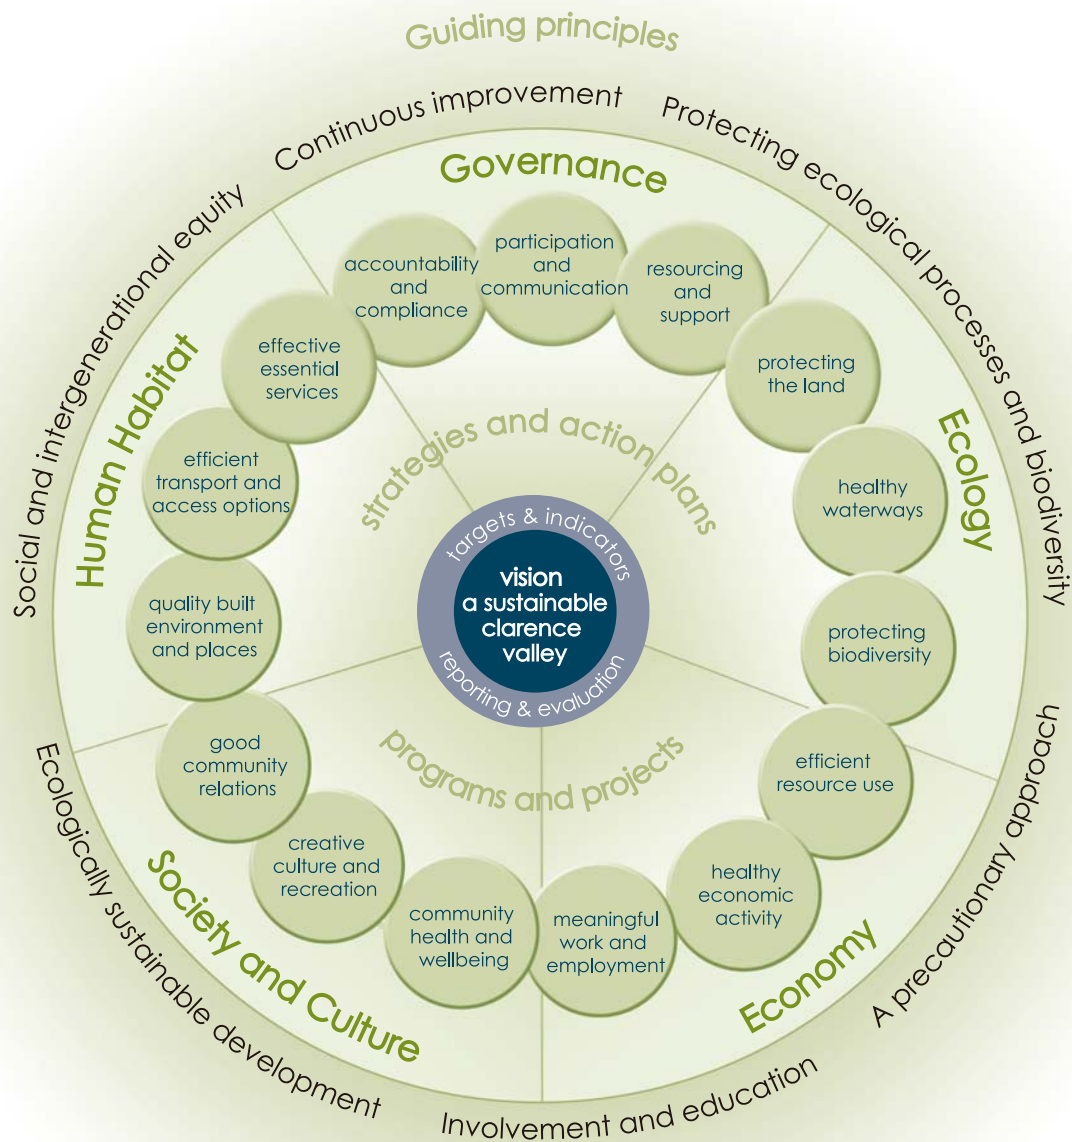 Guiding principles
Continuous improvement
Protecting ecological processes and biodiversity
A precautionary approach
Involvement and education
Ecologically sustainable development
Social and intergenerational equity
Governance
accountability
and
compliance
participation
and
communication
resourcing
and
support
Ecology
protecting
the land
healthy
waterways
protecting
biodiversity
Economy
efficient
resource use
healthy
economic
activity
meaningful
work and
employment
Society and Culture
community
health and
wellbeing
creative
culture and
recreation
good
community
relations
Human Habitat
quality built
environment
and places
efficient
transport and
access options
effective
essential
services
strategies and action plans
targets & indicators
vision
a sustainable
clarence
valley
reporting & evaluation
programs and projects